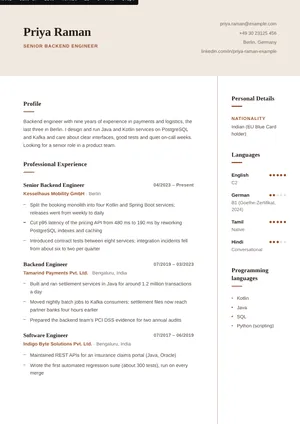 Priya Raman
SENIOR BACKEND ENGINEER
priya.raman@example.com
+49 30 23125 459
Berlin, Germany
linkedin.com/in/priya-raman-example
Profile
Backend engineer with nine years of experience in payments and logistics, the
last three in Berlin. I design and run Java and Kotlin services on PostgreSQL
and Kafka and care about clear interfaces, good tests and quiet on-call weeks.
Looking for a senior role in a product team.
Professional Experience
Senior Backend Engineer 04/2023 – Present
Kesselhaus Mobility GmbH · Berlin
– Split the booking monolith into four Kotlin and Spring Boot services;
releases went from weekly to daily
– Cut p95 latency of the pricing API from 480 ms to 180 ms by reworking
PostgreSQL indexes and caching
– Introduced contract tests between eight services; integration incidents fell
from about six to two per quarter
Backend Engineer 07/2019 – 03/2023
Tamarind Payments Pvt. Ltd. · Bengaluru, India
– Built and ran settlement services in Java for around 1.2 million transactions
a day
– Moved nightly batch jobs to Kafka consumers; settlement files now reach
partner banks four hours earlier
– Prepared the backend team's PCI DSS evidence for two annual audits
Software Engineer 07/2017 – 06/2019
Indigo Byte Solutions Pvt. Ltd. · Bengaluru, India
– Maintained REST APIs for an insurance claims portal (Java, Oracle)
– Wrote the first automated regression suite (about 300 tests), run on every
merge
Personal Details
NATIONALITY
Indian (EU Blue Card
holder)
Languages
English
C2
German
B1 (Goethe-Zertifikat,
2024)
Tamil
Native
Hindi
Conversational
Programming
languages
• Kotlin
• Java
• SQL
• Python (scripting)